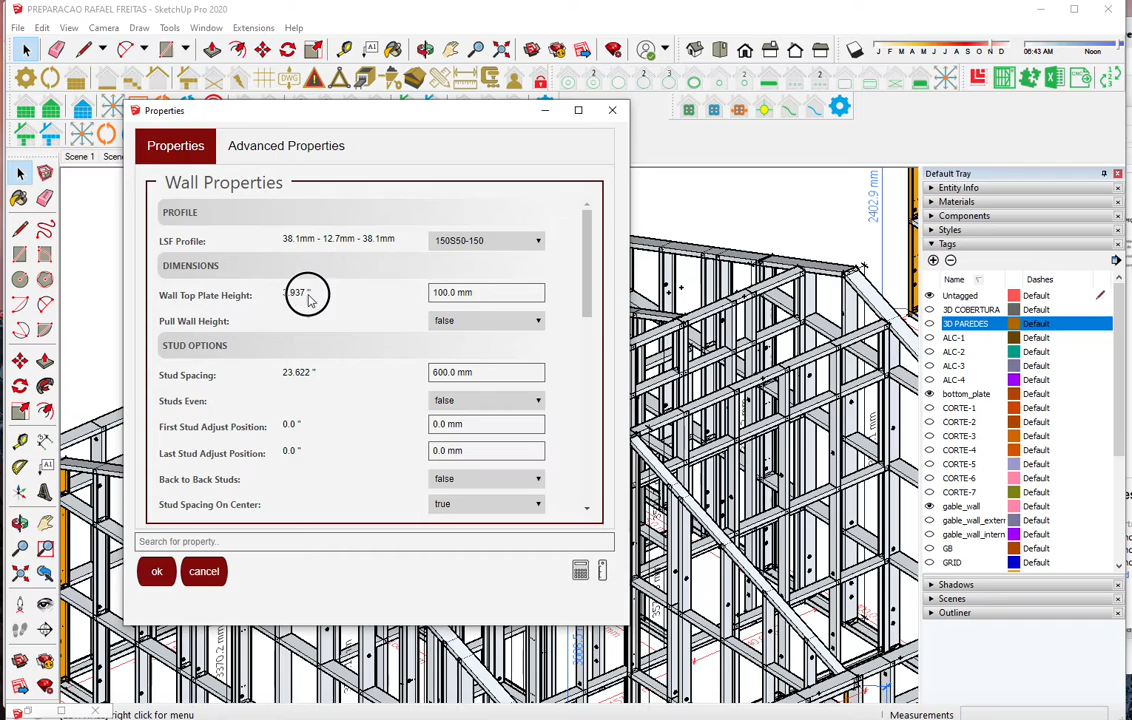 PREPARACAO RAFAEL FREITAS - SketchUp Pro 2020
File Edit View Camera Draw Tools Window Extensions Help
J F M A M J J A S O N D
06:43 AM Noon
Scene 1
Properties
Properties Advanced Properties
Wall Properties
PROFILE
LSF Profile: 38.1mm - 12.7mm - 38.1mm 150S50-150
DIMENSIONS
Wall Top Plate Height: .937 " 100.0 mm
Pull Wall Height: false
STUD OPTIONS
Stud Spacing: 23.622 " 600.0 mm
Studs Even: false
First Stud Adjust Position: 0.0 " 0.0 mm
Last Stud Adjust Position: 0.0 " 0.0 mm
Back to Back Studs: false
Stud Spacing On Center: true
Search for property..
ok cancel
2402.9 mm
Default Tray
Entity Info
Materials
Components
Styles
Tags
Name Dashes
Untagged Default
3D COBERTURA Default
3D PAREDES Default
ALC-1 Default
ALC-2 Default
ALC-3 Default
ALC-4 Default
bottom_plate Default
CORTE-1 Default
CORTE-2 Default
CORTE-3 Default
CORTE-4 Default
CORTE-5 Default
CORTE-6 Default
CORTE-7 Default
gable_wall Default
gable_wall_extern Default
gable_wall_intern Default
GB Default
GRID Default
Shadows
Scenes
Outliner
right click for menu
Measurements